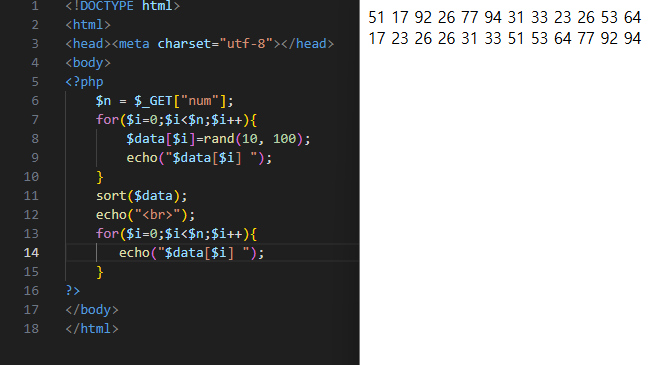 1 <!DOCTYPE html>
2 <html>
3 <head><meta charset="utf-8"></head>
4 <body>
5 <?php
6 $n = $_GET["num"];
7 for($i=0;$i<$n;$i++){
8 $data[$i]=rand(10, 100);
9 echo("$data[$i] ");
10 }
11 sort($data);
12 echo("<br>");
13 for($i=0;$i<$n;$i++){
14 echo("$data[$i] ");
15 }
16 ?>
17 </body>
18 </html>
51 17 92 26 77 94 31 33 23 26 53 64
17 23 26 26 31 33 51 53 64 77 92 94